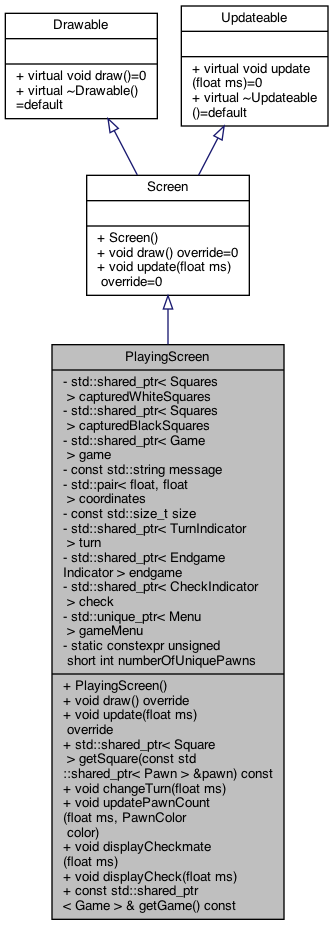 Drawable
+ virtual void draw()=0
+ virtual ~Drawable()
=default
Updateable
+ virtual void update
(float ms)=0
+ virtual ~Updateable
()=default
Screen
+ Screen()
+ void draw() override=0
+ void update(float ms)
override=0
PlayingScreen
- std::shared_ptr< Squares
> capturedWhiteSquares
- std::shared_ptr< Squares
> capturedBlackSquares
- std::shared_ptr< Game
> game
- const std::string message
- std::pair< float, float
> coordinates
- const std::size_t size
- std::shared_ptr< TurnIndicator
> turn
- std::shared_ptr< Endgame
Indicator > endgame
- std::shared_ptr< CheckIndicator
> check
- std::unique_ptr< Menu
> gameMenu
- static constexpr unsigned
short int numberOfUniquePawns
+ PlayingScreen()
+ void draw() override
+ void update(float ms)
override
+ std::shared_ptr< Square
> getSquare(const std
::shared_ptr< Pawn > &pawn) const
+ void changeTurn(float ms)
+ void updatePawnCount
(float ms, PawnColor
color)
+ void displayCheckmate
(float ms)
+ void displayCheck(float ms)
+ const std::shared_ptr
< Game > & getGame() const